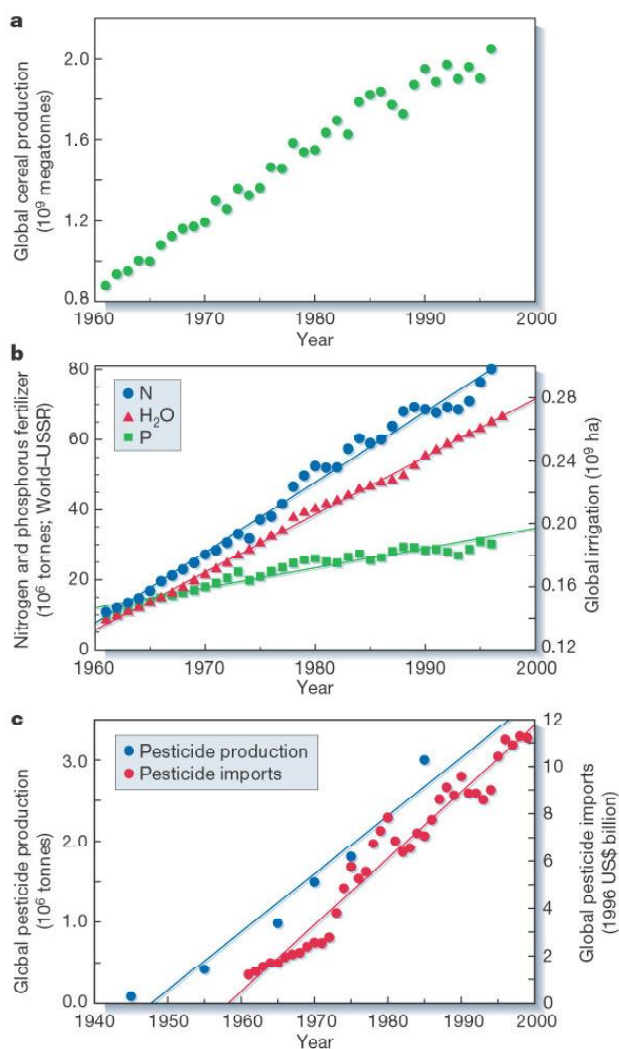 a
Global cereal production
(10⁹ megatonnes)
2.0
1.6
1.2
0.8
1960 1970 1980 1990 2000
Year
b
Nitrogen and phosphorus fertilizer
(10⁶ tonnes; World–USSR)
80
60
40
20
0
N
H₂O
P
0.28
0.24
0.20
0.16
0.12
Global irrigation (10⁹ ha)
1960 1970 1980 1990 2000
Year
c
Global pesticide production
(10⁶ tonnes)
3.0
2.0
1.0
0.0
Pesticide production
Pesticide imports
12
10
8
6
4
2
0
Global pesticide imports
(1996 US$ billion)
1940 1950 1960 1970 1980 1990 2000
Year